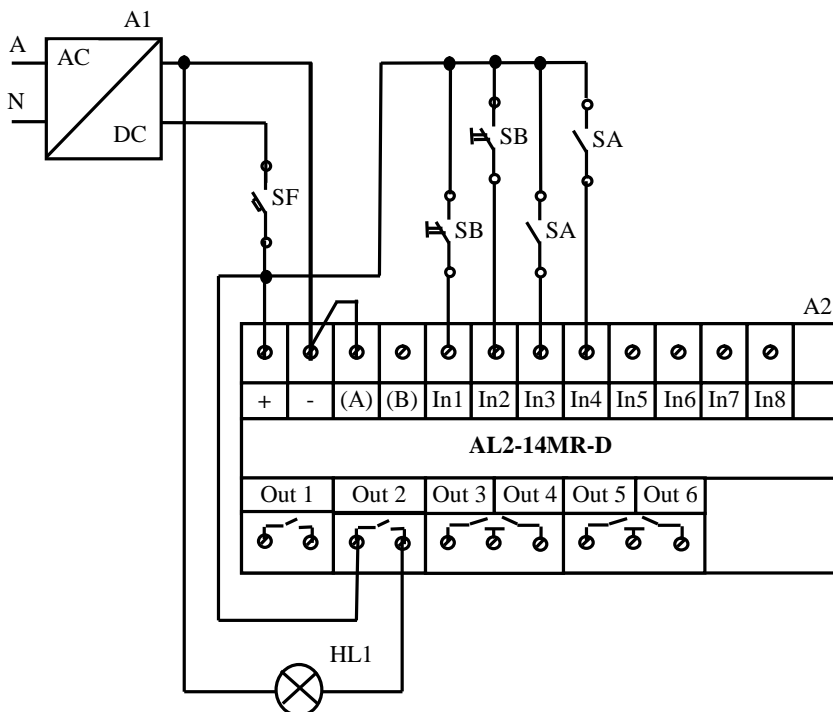 A1
A
AC
N
DC
SB
SA
SF
SB
SA
A2
+ - (A) (B) In1 In2 In3 In4 In5 In6 In7 In8
AL2-14MR-D
Out 1 Out 2 Out 3 Out 4 Out 5 Out 6
HL1